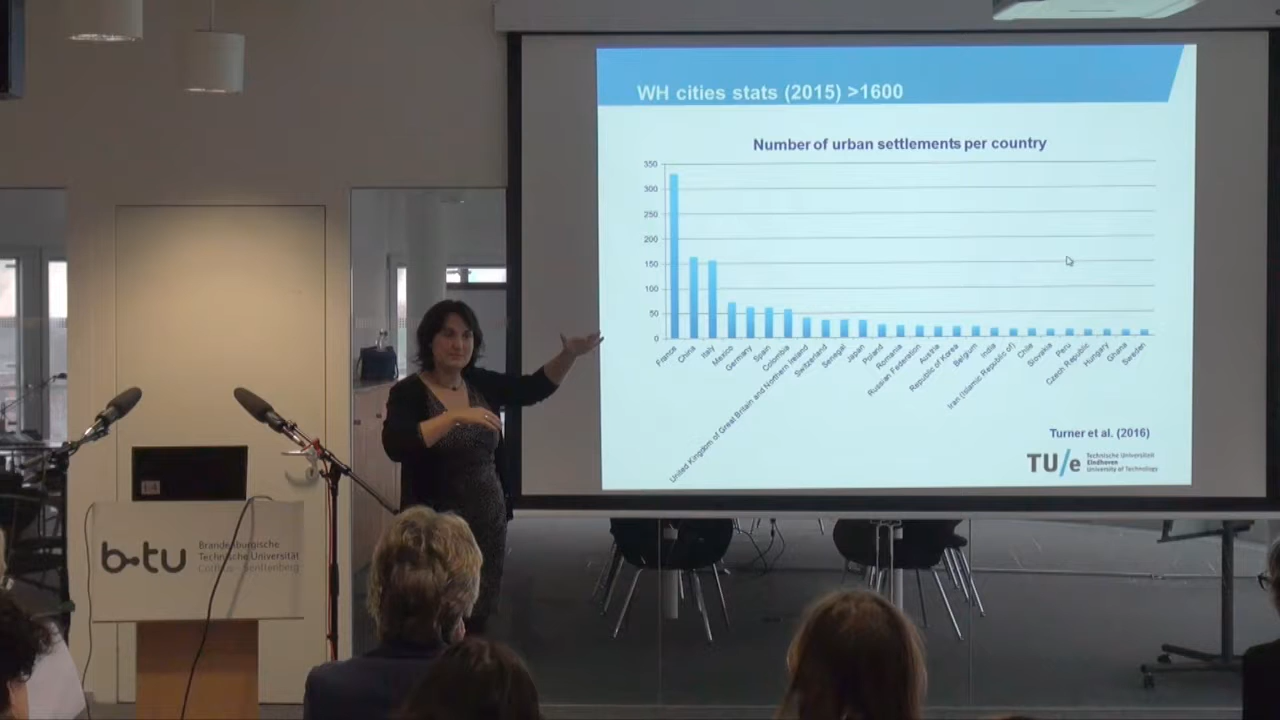 WH cities stats (2015) >1600
Number of urban settlements per country
350
300
250
200
150
100
50
0
France
China
Italy
Mexico
Germany
Spain
Colombia
United Kingdom of Great Britain and Northern Ireland
Switzerland
Senegal
Japan
Poland
Romania
Russian Federation
Austria
Republic of Korea
Belgium
India
Iran (Islamic Republic of)
Chile
Slovakia
Peru
Czech Republic
Hungary
Ghana
Sweden
Turner et al. (2016)
TU/e Technische Universiteit
Eindhoven
University of Technology
b-tu Brandenburgische
Technische Universität
Cottbus - Senftenberg